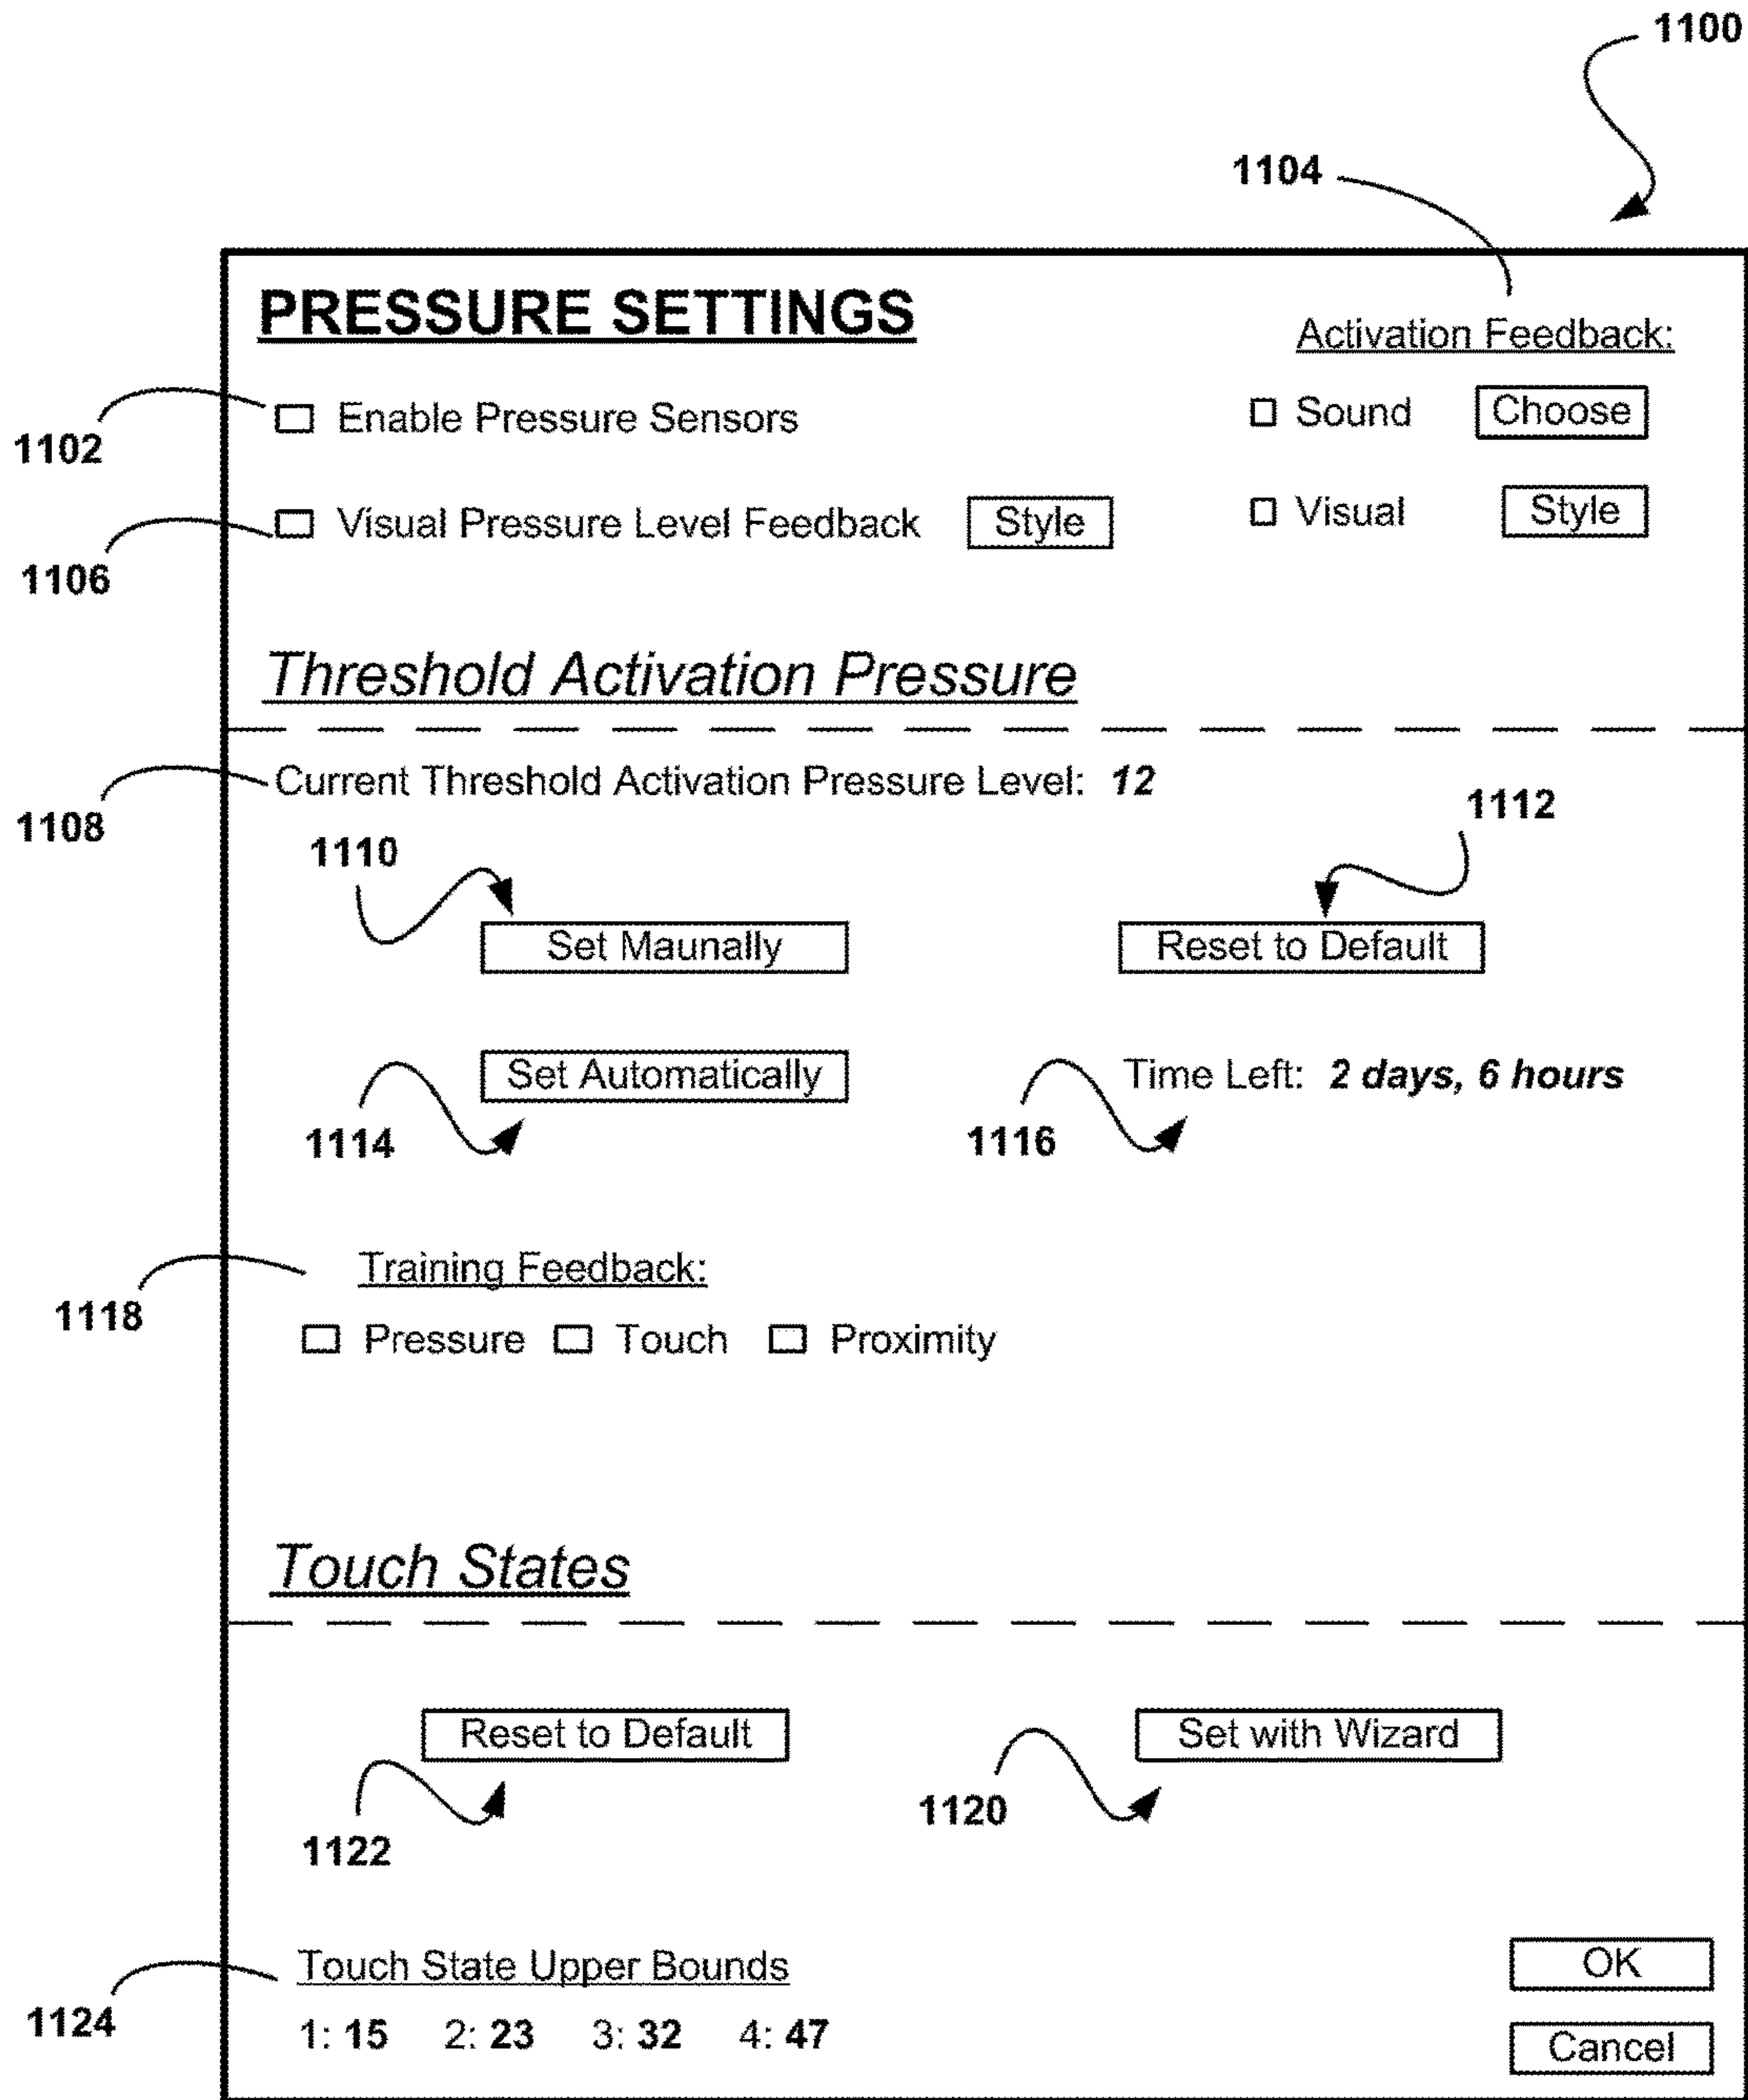 1100
1104
PRESSURE SETTINGS
Activation Feedback:
1102
Enable Pressure Sensors
Sound Choose
1106
Visual Pressure Level Feedback Style
Visual Style
Threshold Activation Pressure
1108
Current Threshold Activation Pressure Level: 12
1110
1112
Set Maunally
Reset to Default
Set Automatically
Time Left: 2 days, 6 hours
1114
1116
1118
Training Feedback:
Pressure Touch Proximity
Touch States
Reset to Default
Set with Wizard
1122
1120
1124
Touch State Upper Bounds
1: 15 2: 23 3: 32 4: 47
OK
Cancel